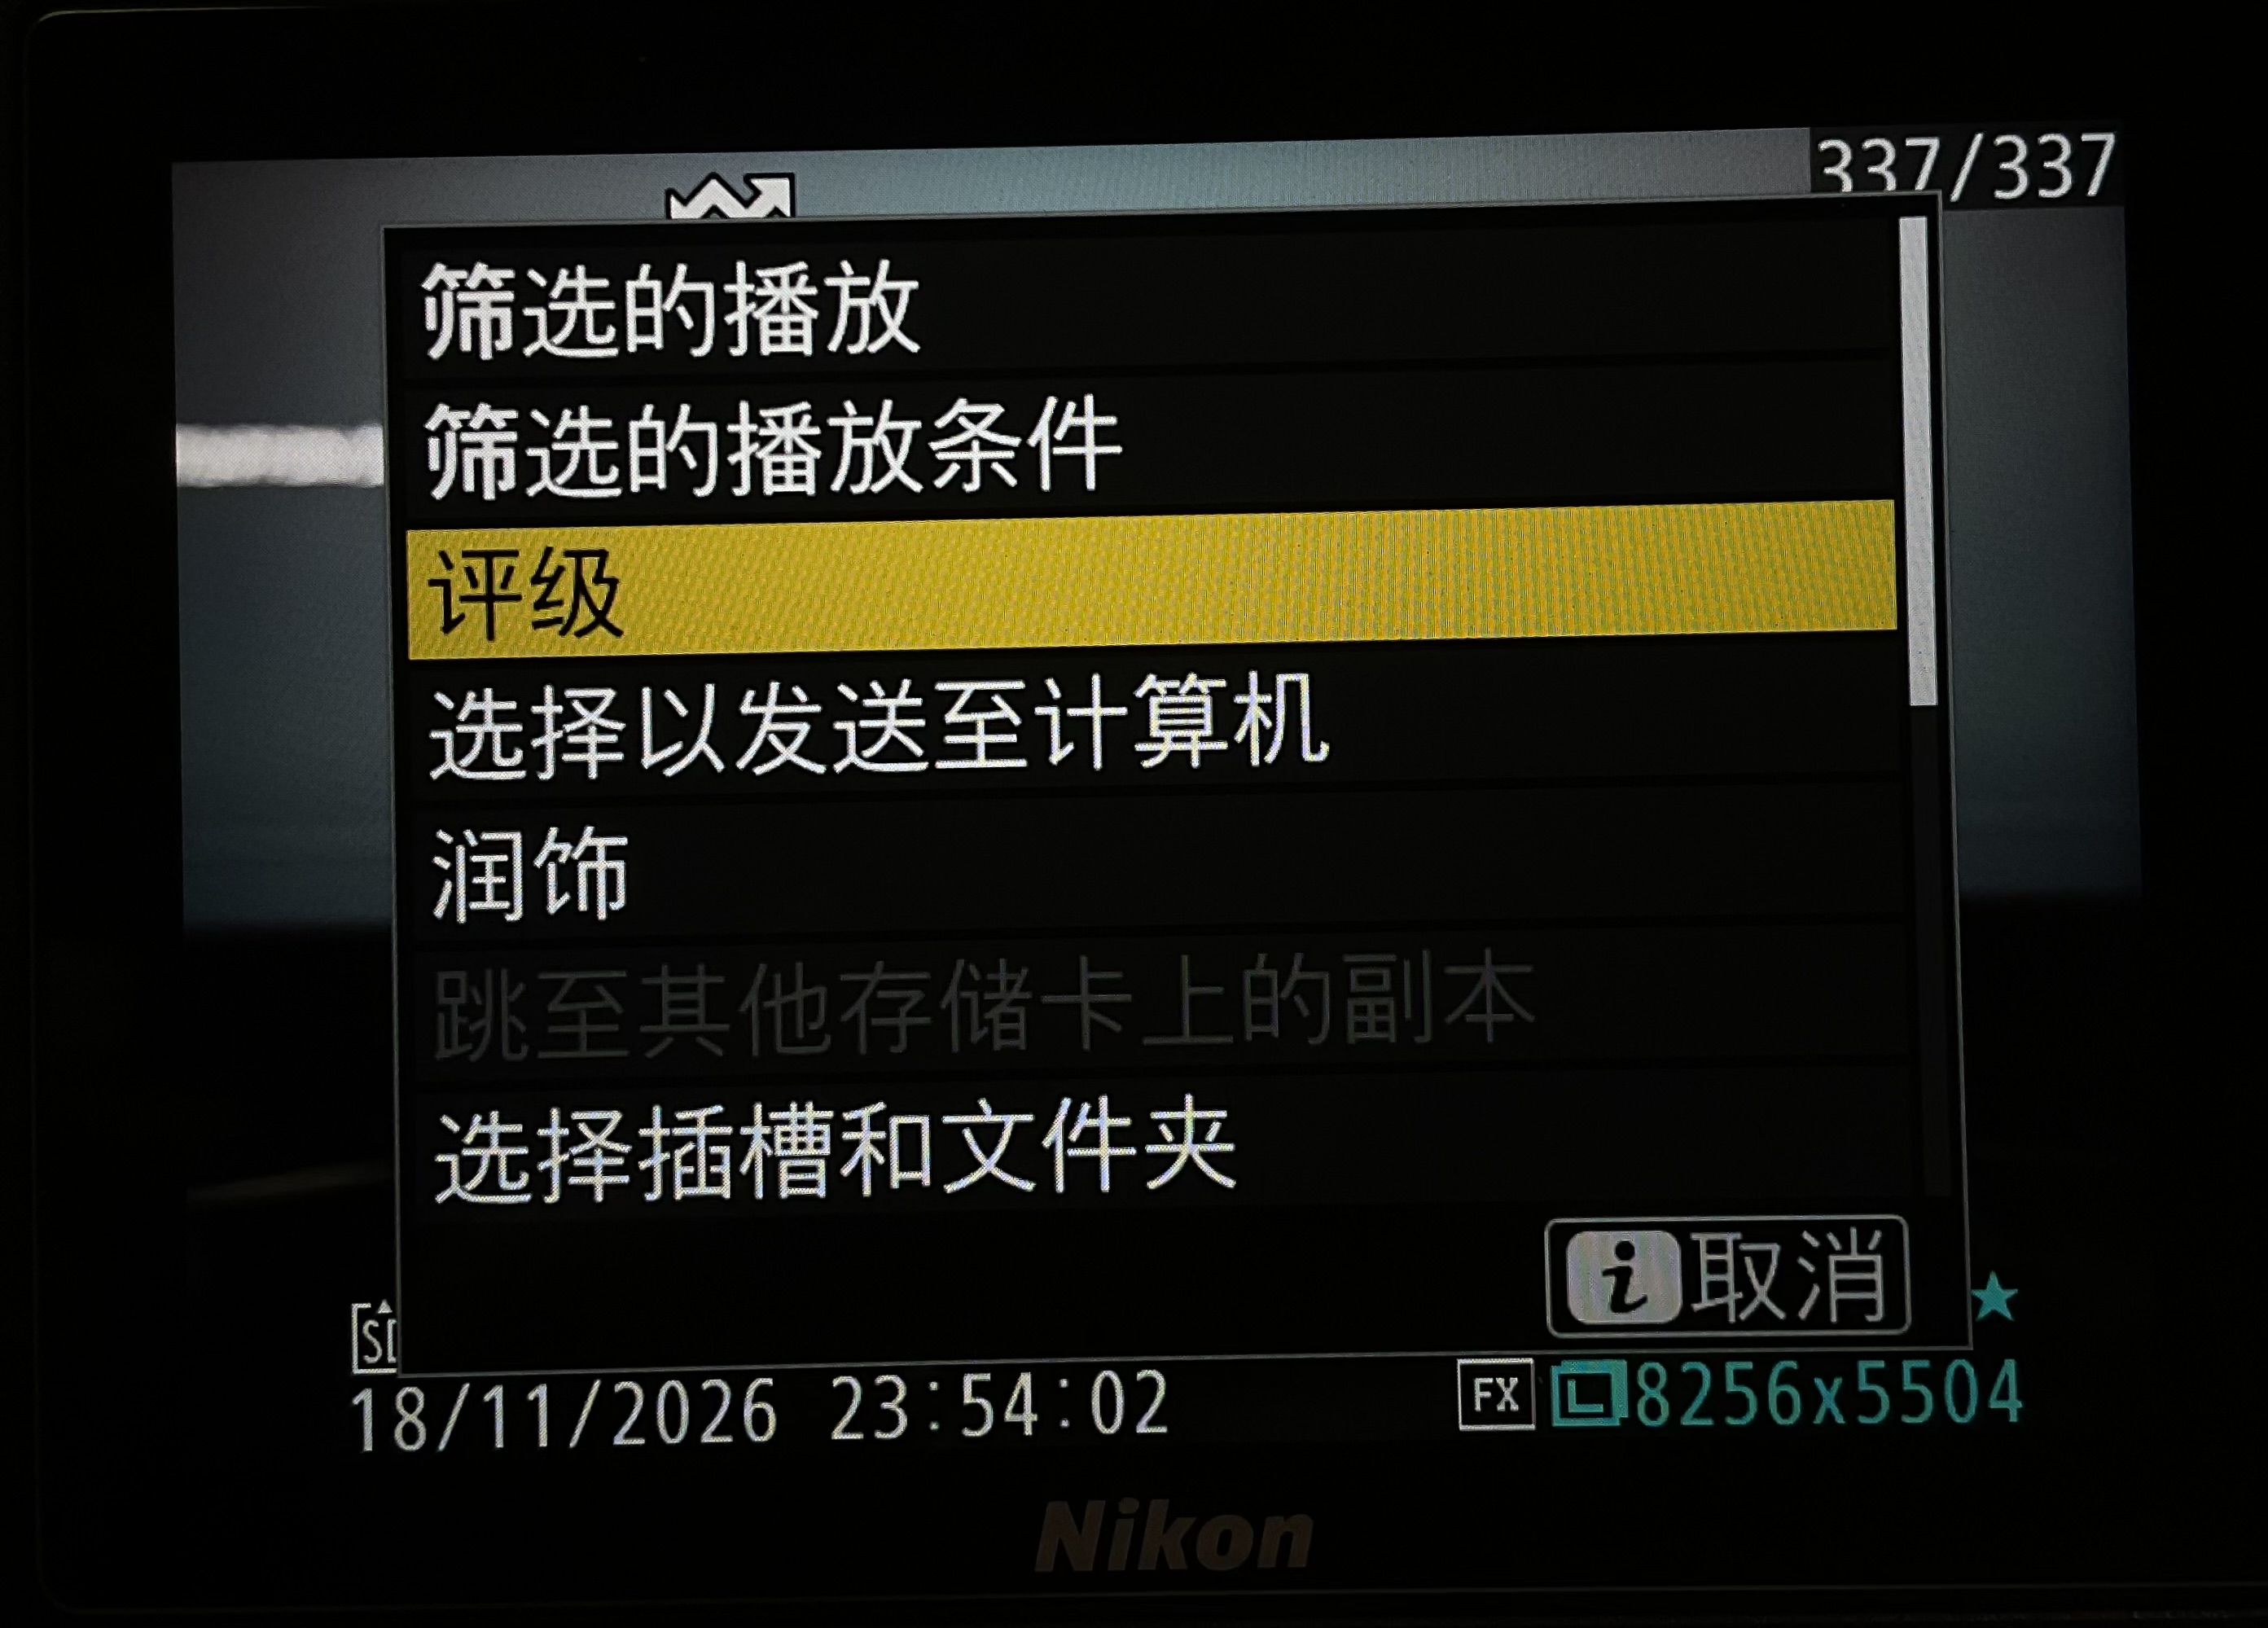 337/337
筛选的播放
筛选的播放条件
评级
选择以发送至计算机
润饰
跳至其他存储卡上的副本
选择插槽和文件夹
i 取消
18/11/2026 23:54:02 FX L 8256x5504
Nikon